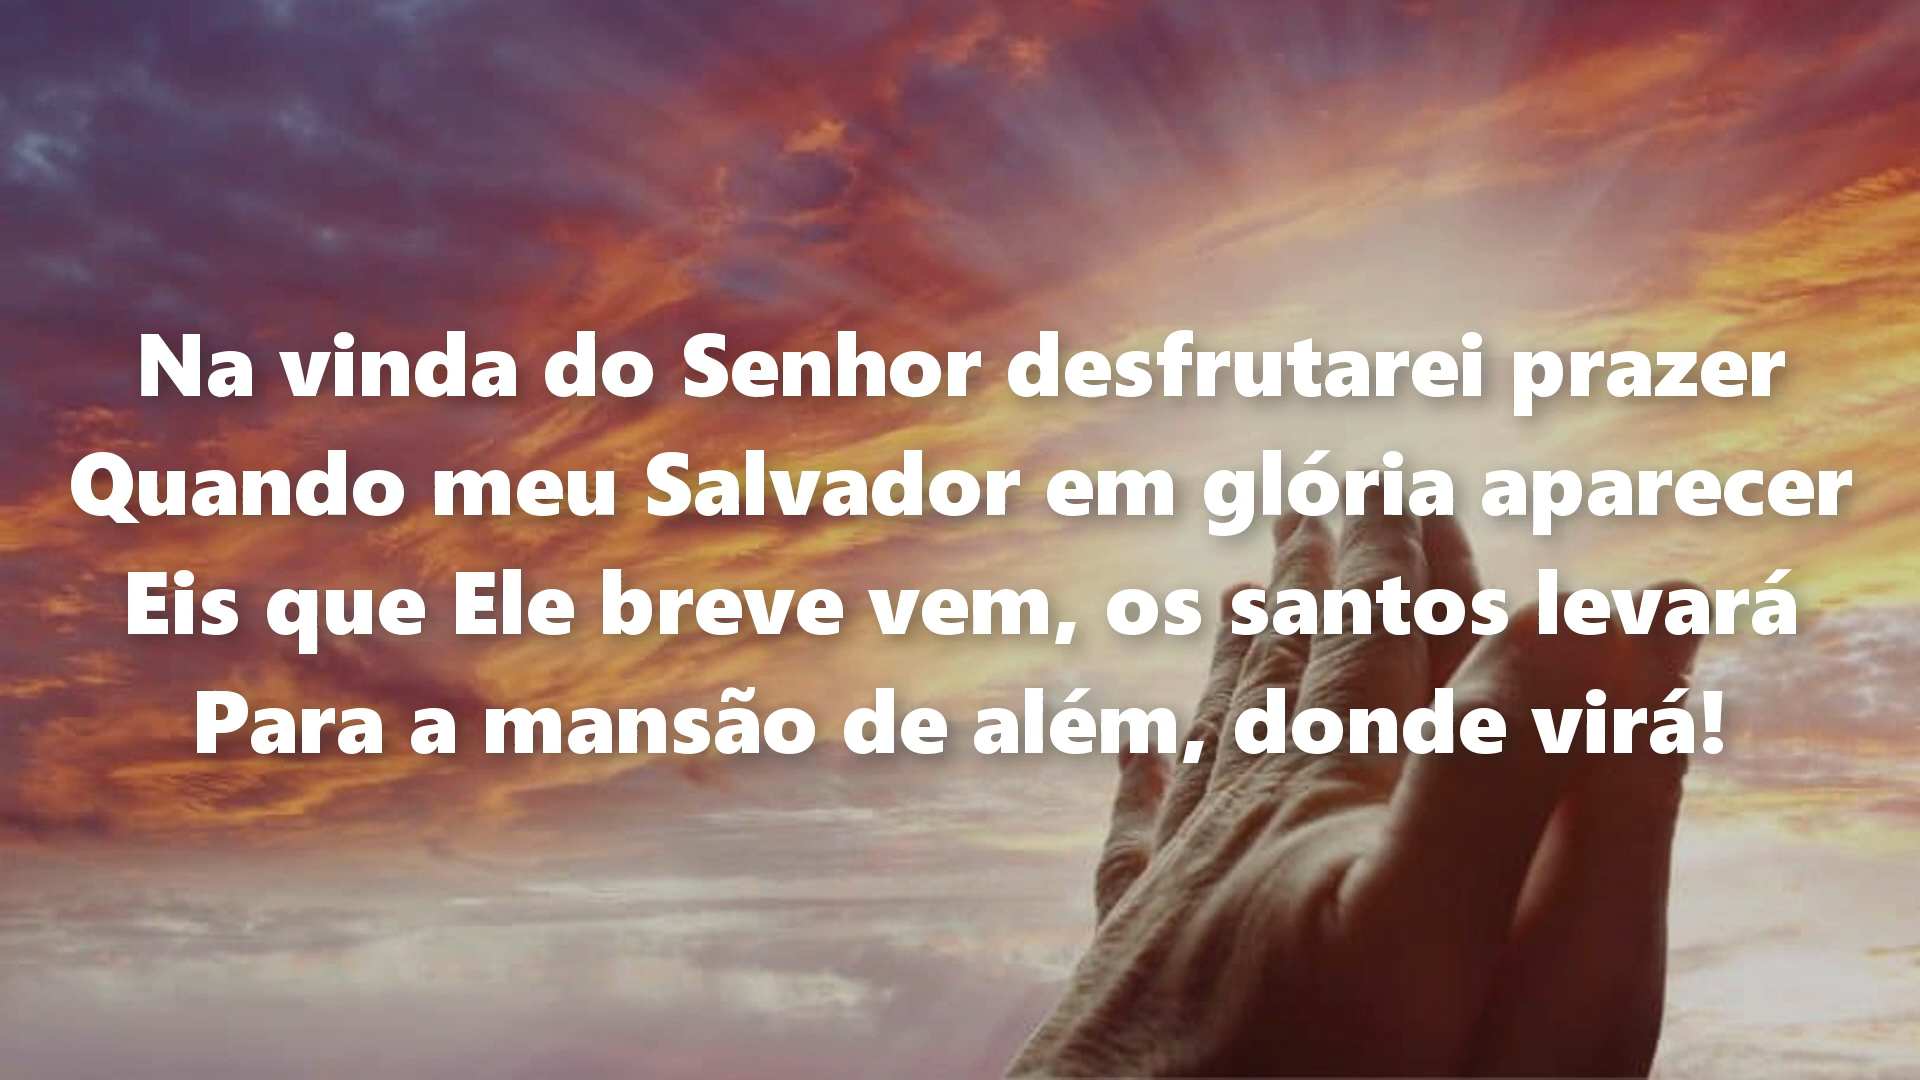 Na vinda do Senhor desfrutarei prazer
Quando meu Salvador em glória aparecer
Eis que Ele breve vem, os santos levará
Para a mansão de além, donde virá!